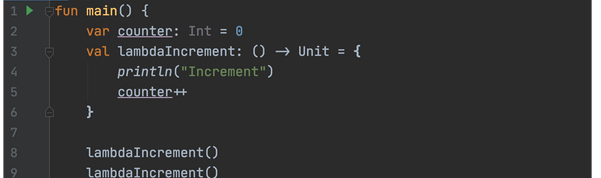 1 fun main() {
2 var counter: Int = 0
3 val lambdaIncrement: () -> Unit = {
4 println("Increment")
5 counter++
6 }
7
8 lambdaIncrement()
9 lambdaIncrement()